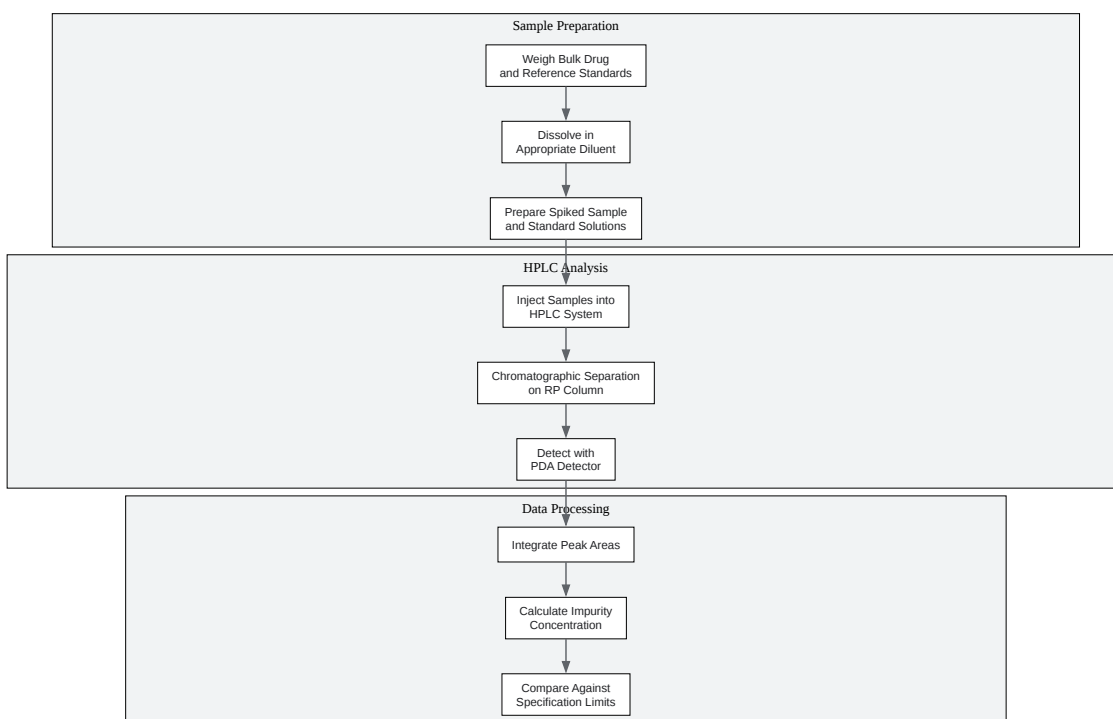 Sample Preparation
Weigh Bulk Drug
and Reference Standards
Dissolve in
Appropriate Diluent
Prepare Spiked Sample
and Standard Solutions
HPLC Analysis
Inject Samples into
HPLC System
Chromatographic Separation
on RP Column
Detect with
PDA Detector
Data Processing
Integrate Peak Areas
Calculate Impurity
Concentration
Compare Against
Specification Limits